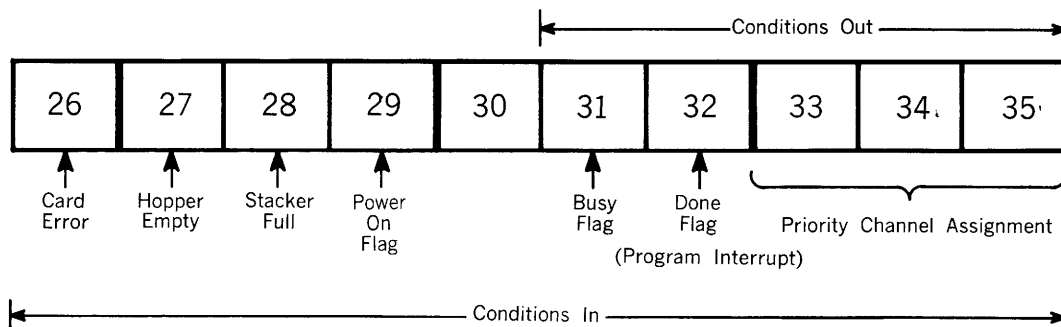 Conditions Out
26 27 28 29 30 31 32 33 34 35
Card Error
Hopper Empty
Stacker Full
Power On Flag
Busy Flag
Done Flag
(Program Interrupt)
Priority Channel Assignment
Conditions In